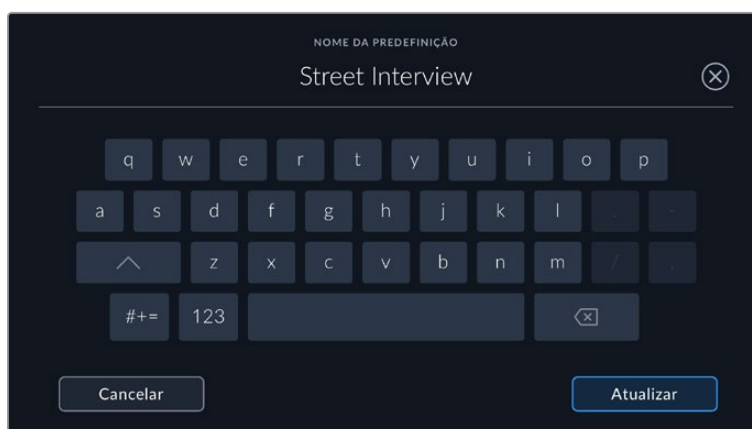 NOME DA PREDEFINIÇÃO
Street Interview
q w e r t y u i o p
a s d f g h j k l . -
z x c v b n m / ,
#+= 123
Cancelar Atualizar